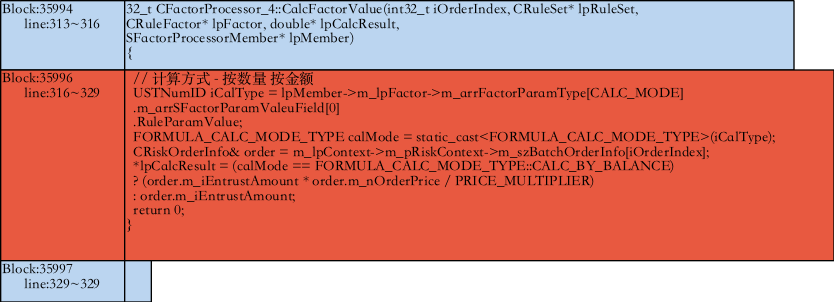 Block:35994
line:313~316
32_t CFactorProcessor_4::CalcFactorValue(int32_t iOrderIndex, CRuleSet* lpRuleSet,
CRuleFactor* lpFactor, double* lpCalcResult,
SFactorProcessorMember* lpMember)
{
Block:35996
line:316~329
// 计算方式 - 按数量 按金额
USTNumID iCalType = lpMember->m_lpFactor->m_arrFactorParamType[CALC_MODE]
.m_arrSFactorParamValeuField[0]
.RuleParamValue;
FORMULA_CALC_MODE_TYPE calMode = static_cast<FORMULA_CALC_MODE_TYPE>(iCalType);
CRiskOrderInfo& order = m_lpContext->m_pRiskContext->m_szBatchOrderInfo[iOrderIndex];
*lpCalcResult = (calMode == FORMULA_CALC_MODE_TYPE::CALC_BY_BALANCE)
? (order.m_iEntrustAmount * order.m_nOrderPrice / PRICE_MULTIPLIER)
: order.m_iEntrustAmount;
return 0;
}
Block:35997
line:329~329